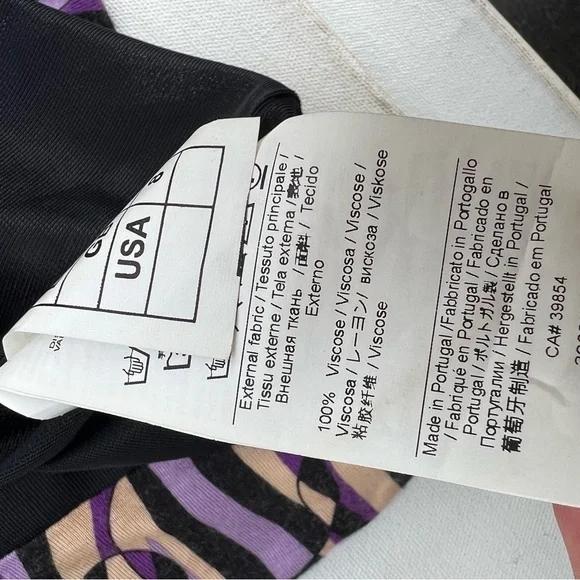 USA
External fabric / Tessuto principale /
Tissu externe / Tela externa / 裹地 /
Внешная ткань / 面料 / Tecido
Externo
100% Viscose / Viscosa / Viscose /
Viscosa / レーヨン / вискоза / Viskose
粘胶纤维 / Viscose
Made in Portugal / Fabbricato in Portogallo
/ Fabriqué en Portugal / Fabricado en
Portugal / ポルトガル製 / Сделано в
Португалии / Hergestellt in Portugal /
葡萄牙制造 / Fabricado em Portugal
CA# 39854